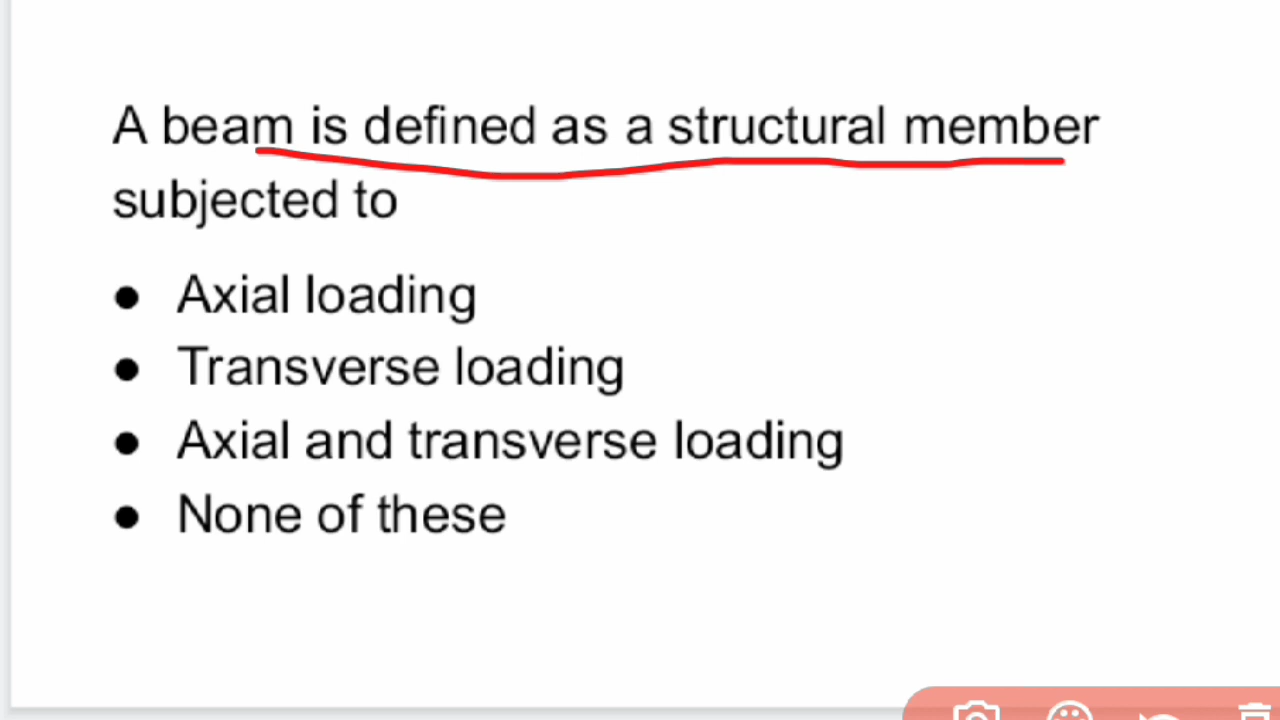 A beam is defined as a structural member
subjected to
● Axial loading
● Transverse loading
● Axial and transverse loading
● None of these